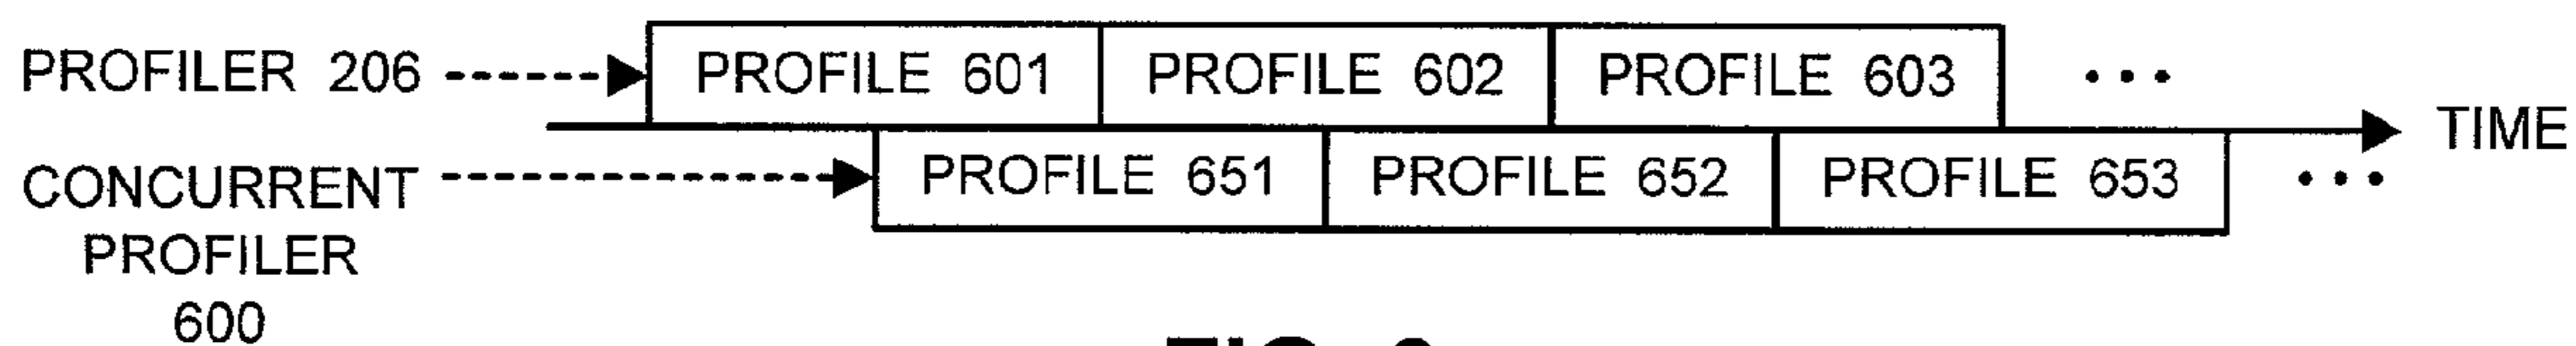 PROFILER 206
PROFILE 601
PROFILE 602
PROFILE 603
...
TIME
CONCURRENT
PROFILER
600
PROFILE 651
PROFILE 652
PROFILE 653
...